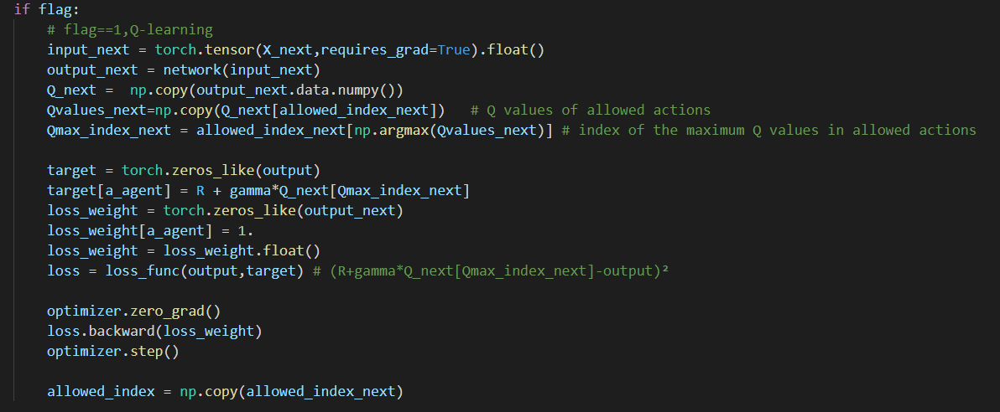 if flag:
    # flag==1,Q-learning
    input_next = torch.tensor(X_next,requires_grad=True).float()
    output_next = network(input_next)
    Q_next =  np.copy(output_next.data.numpy())
    Qvalues_next=np.copy(Q_next[allowed_index_next])   # Q values of allowed actions
    Qmax_index_next = allowed_index_next[np.argmax(Qvalues_next)] # index of the maximum Q values in allowed actions

    target = torch.zeros_like(output)
    target[a_agent] = R + gamma*Q_next[Qmax_index_next]
    loss_weight = torch.zeros_like(output_next)
    loss_weight[a_agent] = 1.
    loss_weight = loss_weight.float()
    loss = loss_func(output,target) # (R+gamma*Q_next[Qmax_index_next]-output)²

    optimizer.zero_grad()
    loss.backward(loss_weight)
    optimizer.step()

    allowed_index = np.copy(allowed_index_next)